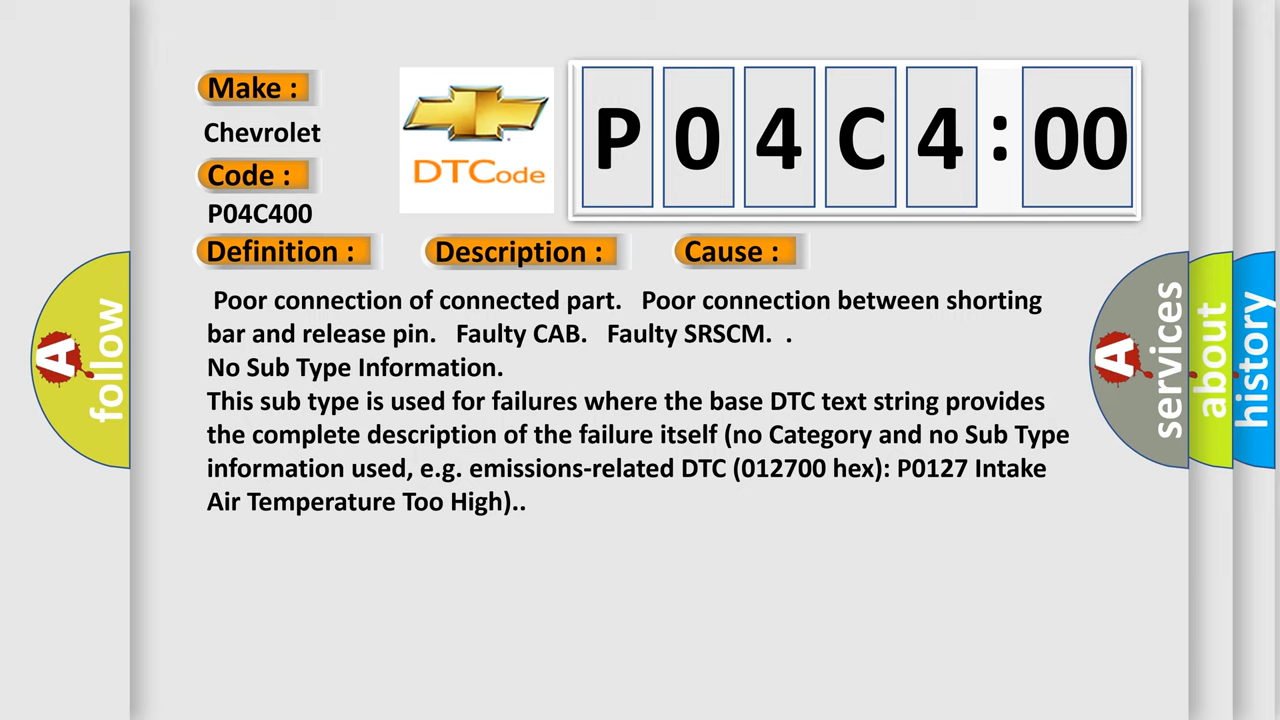 Make :
Chevrolet
Code :
P04C400
DTCode
P 0 4 C 4 : 00
Definition :
Description :
Cause :
Poor connection of connected part. Poor connection between shorting
bar and release pin. Faulty CAB. Faulty SRSCM. .
No Sub Type Information.
This sub type is used for failures where the base DTC text string provides
the complete description of the failure itself (no Category and no Sub Type
information used, e.g. emissions-related DTC (012700 hex): P0127 Intake
Air Temperature Too High)..
A follow
A services
about
history